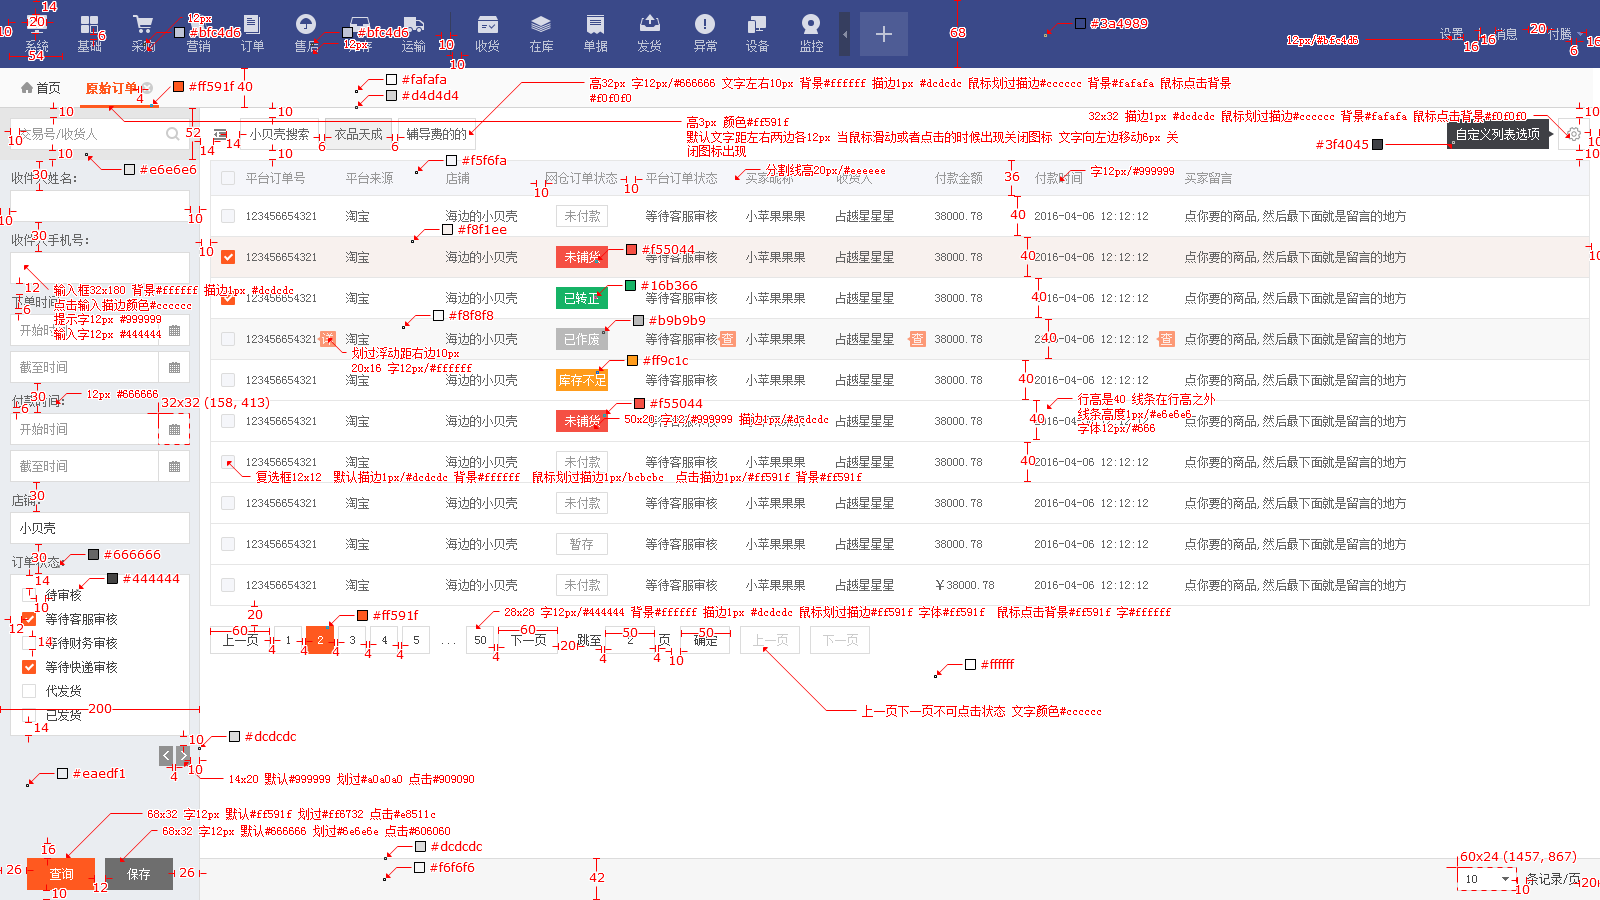 系统 基础 采购 营销 订单 售后 运输 收货 在库 单据 发货 异常 设备 监控 设置 消息 付腾
14
20
10
6
54
12px
#bfc4d6
#bfc4d6
12px
10
10
68
#3a4989
12px/#bfc4d6
20
16
16
6
16
首页 原始订单
4
#ff591f
40
#fafafa
#d4d4d4
高32px 字12px/#666666 文字左右10px 背景#ffffff 描边1px #dcdcdc 鼠标划过描边#cccccc 背景#fafafa 鼠标点击背景
#f0f0f0
高3px 颜色#ff591f
默认文字距左右两边各12px 当鼠标滑动或者点击的时候出现关闭图标 文字向左边移动6px 关
闭图标出现
32x32 描边1px #dcdcdc 鼠标划过描边#cccccc 背景#fafafa 鼠标点击背景#f0f0f0
自定义列表选项
#3f4045
交易号/收货人
小贝壳搜索 衣品天成 辅导费的的
10
10
10
52
14
14
10
10
6
6
10
10
10
#e6e6e6
#f5f6fa
分割线高20px/#eeeeee
36
字12px/#999999
平台订单号 平台来源 店铺 网仓订单状态 平台订单状态 买家昵称 收货人 付款金额 付款时间 买家留言
10
10
123456654321 淘宝 海边的小贝壳 未付款 等待客服审核 小苹果果果 占越星星星 38000.78 2016-04-06 12:12:12 点你要的商品,然后最下面就是留言的地方
40
#f8f1ee
123456654321 淘宝 海边的小贝壳 未铺货 等待客服审核 小苹果果果 占越星星星 38000.78 2016-04-06 12:12:12 点你要的商品,然后最下面就是留言的地方
#f55044
40
10
10
123456654321 淘宝 海边的小贝壳 已转正 等待客服审核 小苹果果果 占越星星星 38000.78 2016-04-06 12:12:12 点你要的商品,然后最下面就是留言的地方
#16b366
40
#f8f8f8
#b9b9b9
123456654321 详 淘宝 海边的小贝壳 已作废 等待客服审核 查 小苹果果果 占越星星星 查 38000.78 12:12:12 查 点你要的商品,然后最下面就是留言的地方
40
划过浮动距右边10px
20x16 字12px/#ffffff
#ff9c1c
123456654321 淘宝 海边的小贝壳 库存不足 等待客服审核 小苹果果果 占越星星星 38000.78 2016-04-06 12:12:12 点你要的商品,然后最下面就是留言的地方
40
#f55044
50x20 字12/#999999 描边1px/#dcdcdc
行高是40 线条在行高之外
线条高度1px/#e6e6e6
字体12px/#666
123456654321 淘宝 海边的小贝壳 未铺货 等待客服审核 小苹果果果 占越星星星 38000.78 12:12:12 点你要的商品,然后最下面就是留言的地方
40
123456654321 淘宝 海边的小贝壳 未付款 等待客服审核 小苹果果果 占越星星星 38000.78 2016-04-06 12:12:12 点你要的商品,然后最下面就是留言的地方
40
复选框12x12 默认描边1px/#dcdcdc 背景#ffffff 鼠标划过描边1px/bcbcbc 点击描边1px/#ff591f 背景#ff591f
123456654321 淘宝 海边的小贝壳 未付款 等待客服审核 小苹果果果 占越星星星 38000.78 2016-04-06 12:12:12 点你要的商品,然后最下面就是留言的地方
123456654321 淘宝 海边的小贝壳 暂存 等待客服审核 小苹果果果 占越星星星 38000.78 2016-04-06 12:12:12 点你要的商品,然后最下面就是留言的地方
123456654321 淘宝 海边的小贝壳 未付款 等待客服审核 小苹果果果 占越星星星 ￥38000.78 2016-04-06 12:12:12 点你要的商品,然后最下面就是留言的地方
30
收件人姓名:
10
10
30
收件人手机号:
输入框32x180 背景#ffffff 描边1px #dcdcdc
点击输入描边颜色#cccccc
提示字12px #999999
输入字12px #444444
12
下单时间
6
开始时间
截至时间
30
付款时间:
12px #666666
6
32x32 (158, 413)
开始时间
截至时间
30
店铺:
小贝壳
30
订单状态
#666666
#444444
14
10
12
14
待审核
等待客服审核
等待财务审核
等待快递审核
代发货
已发货
200
14
#dcdcdc
10
10
4
14x20 默认#999999 划过#a0a0a0 点击#909090
#eaedf1
68x32 字12px 默认#ff591f 划过#ff6732 点击#e8511c
68x32 字12px 默认#666666 划过#6e6e6e 点击#606060
16
26
查询 保存
26
10
12
20
#ff591f
28x28 字12px/#444444 背景#ffffff 描边1px #dcdcdc 鼠标划过描边#ff591f 字体#ff591f 鼠标点击背景#ff591f 字#ffffff
60
60
50
50
上一页 1 2 3 4 5 ... 50 下一页 跳至 2 页 确定 上一页 下一页
4
4
4
4
4
4
20
4
4
10
#ffffff
上一页下一页不可点击状态 文字颜色#cccccc
#dcdcdc
#f6f6f6
42
60x24 (1457, 867)
10 条记录/页
10
20